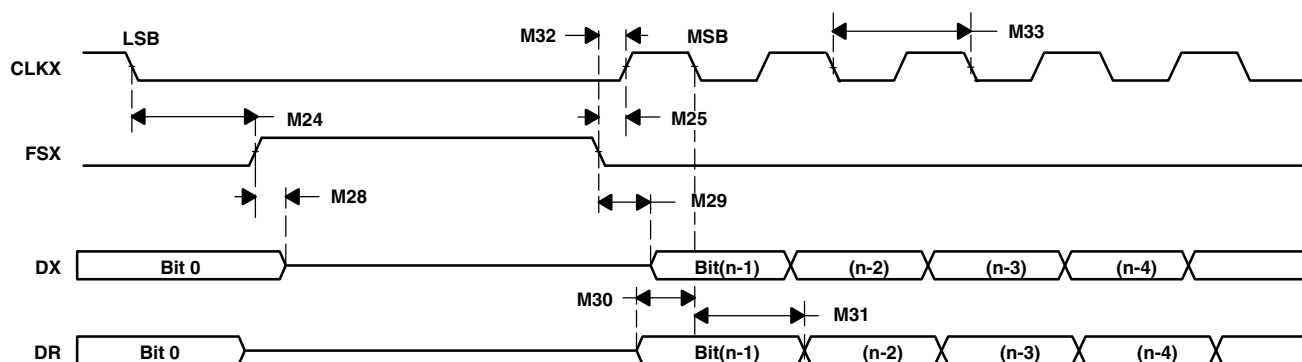 LSB M32 MSB M33
CLKX
M24 M25
FSX
M28 M29
DX Bit 0 Bit(n-1) (n-2) (n-3) (n-4)
M30 M31
DR Bit 0 Bit(n-1) (n-2) (n-3) (n-4)